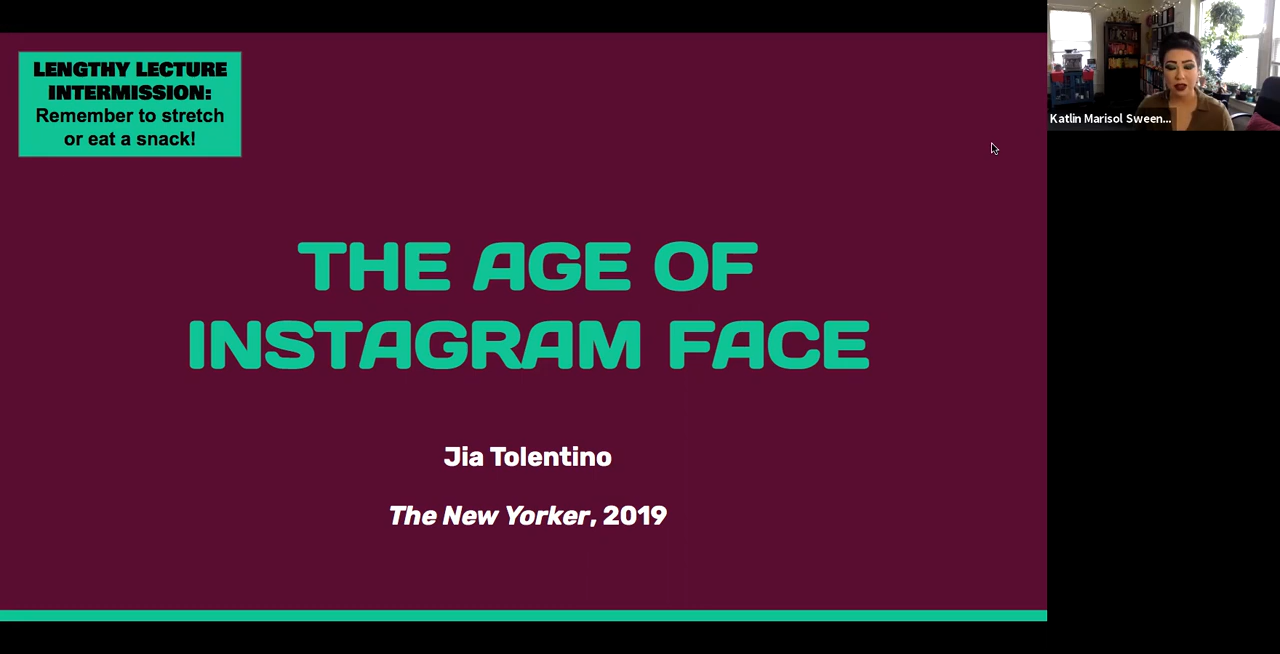 LENGTHY LECTURE
INTERMISSION:
Remember to stretch
or eat a snack!
Katlin Marisol Sween...
THE AGE OF
INSTAGRAM FACE
Jia Tolentino
The New Yorker, 2019